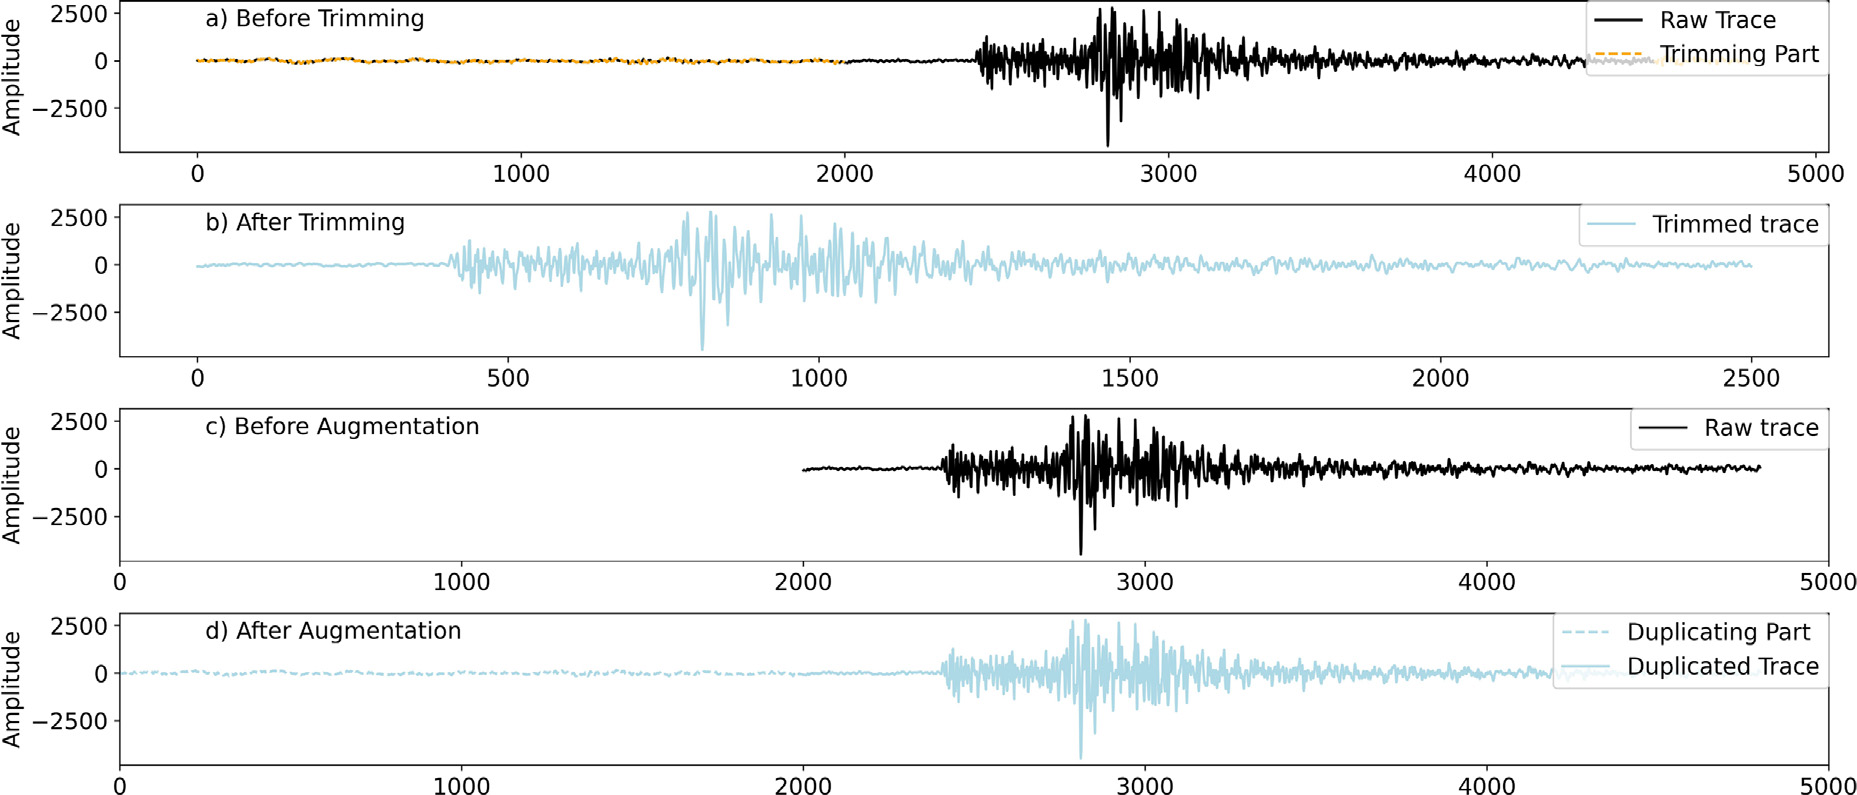 a) Before Trimming
Raw Trace
Trimming Part
Amplitude
2500
0
−2500
0 1000 2000 3000 4000 5000
b) After Trimming
Trimmed trace
Amplitude
2500
0
−2500
0 500 1000 1500 2000 2500
c) Before Augmentation
Raw trace
Amplitude
2500
0
−2500
0 1000 2000 3000 4000 5000
d) After Augmentation
Duplicating Part
Duplicated Trace
Amplitude
2500
0
−2500
0 1000 2000 3000 4000 5000